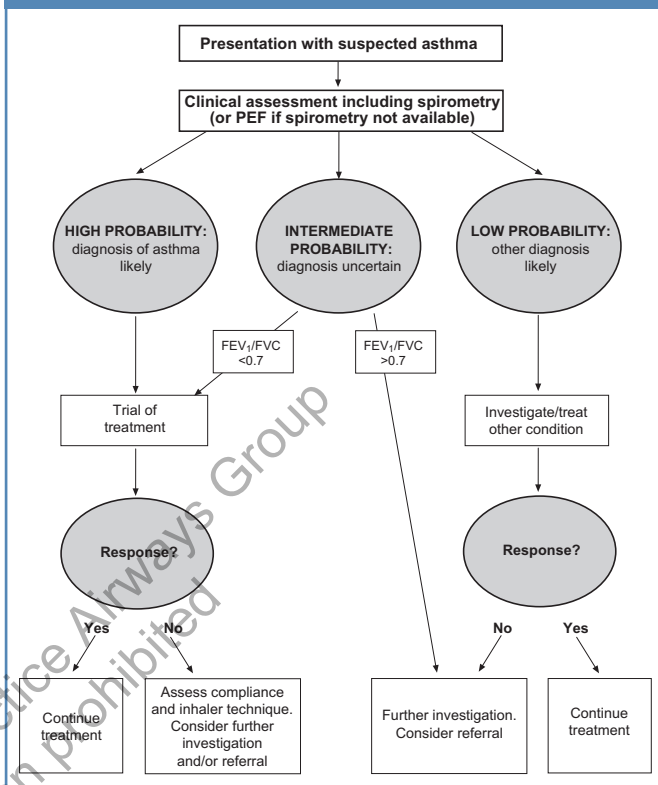 Presentation with suspected asthma
Clinical assessment including spirometry
(or PEF if spirometry not available)
HIGH PROBABILITY:
diagnosis of asthma
likely
INTERMEDIATE
PROBABILITY:
diagnosis uncertain
LOW PROBABILITY:
other diagnosis
likely
FEV₁/FVC
<0.7
FEV₁/FVC
>0.7
Trial of
treatment
Investigate/treat
other condition
Response?
Response?
Yes
No
No
Yes
Continue
treatment
Assess compliance
and inhaler technique.
Consider further
investigation
and/or referral
Further investigation.
Consider referral
Continue
treatment
Airways Group
prohibited